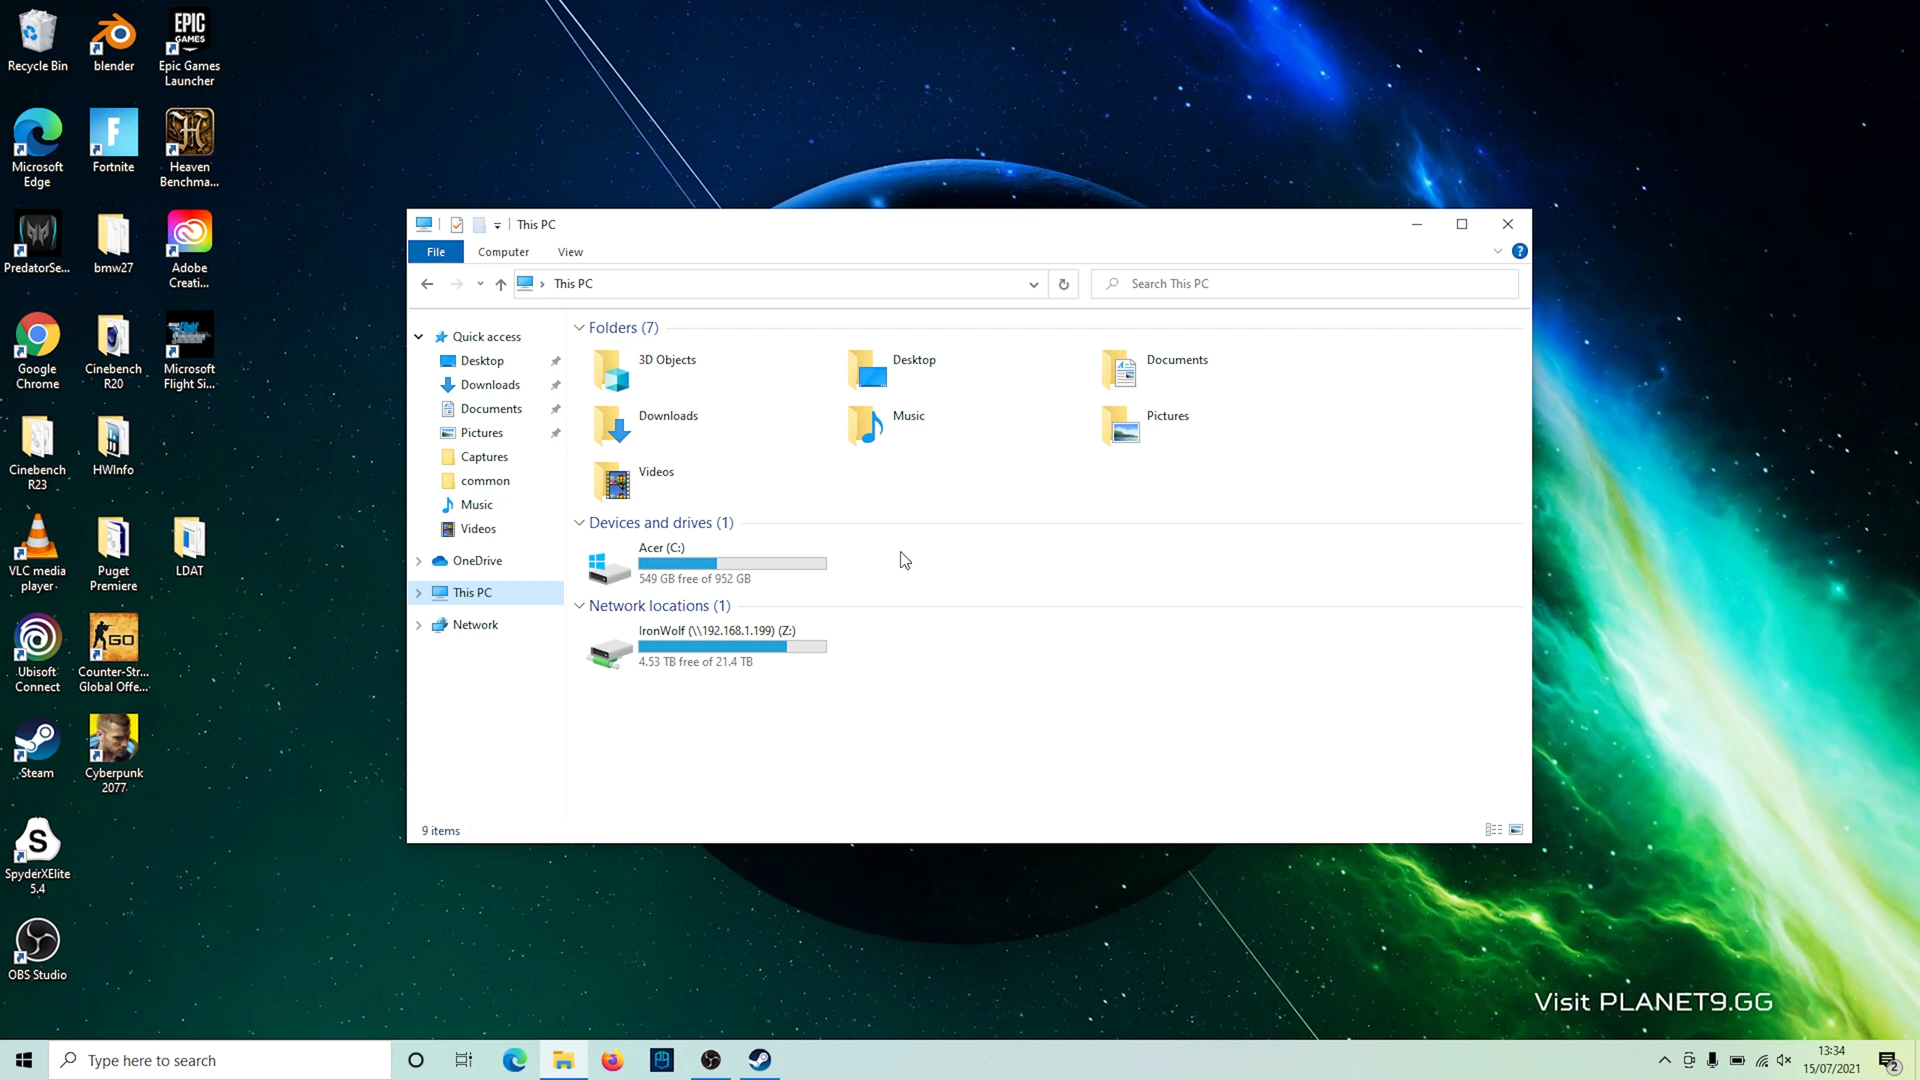 Recycle Bin
blender
EPIC
GAMES
Epic Games
Launcher
Microsoft
Edge
F
Fortnite
H
Heaven
Benchma...
PredatorSe...
bmw27
Adobe
Creati...
Google
Chrome
Cinebench
R20
Microsoft
Flight Si...
Cinebench
R23
HWInfo
VLC media
player
Puget
Premiere
LDAT
Ubisoft
Connect
GO
Counter-Str...
Global Offe...
Steam
Cyberpunk
2077
S
SpyderXElite
5.4
OBS Studio
This PC
File
Computer
View
?
This PC
Search This PC
Quick access
Desktop
Downloads
Documents
Pictures
Captures
common
Music
Videos
OneDrive
This PC
Network
Folders (7)
3D Objects
Desktop
Documents
Downloads
Music
Pictures
Videos
Devices and drives (1)
Acer (C:)
549 GB free of 952 GB
Network locations (1)
IronWolf (\\192.168.1.199) (Z:)
4.53 TB free of 21.4 TB
9 items
Visit PLANET9.GG
Type here to search
13:34
15/07/2021
2